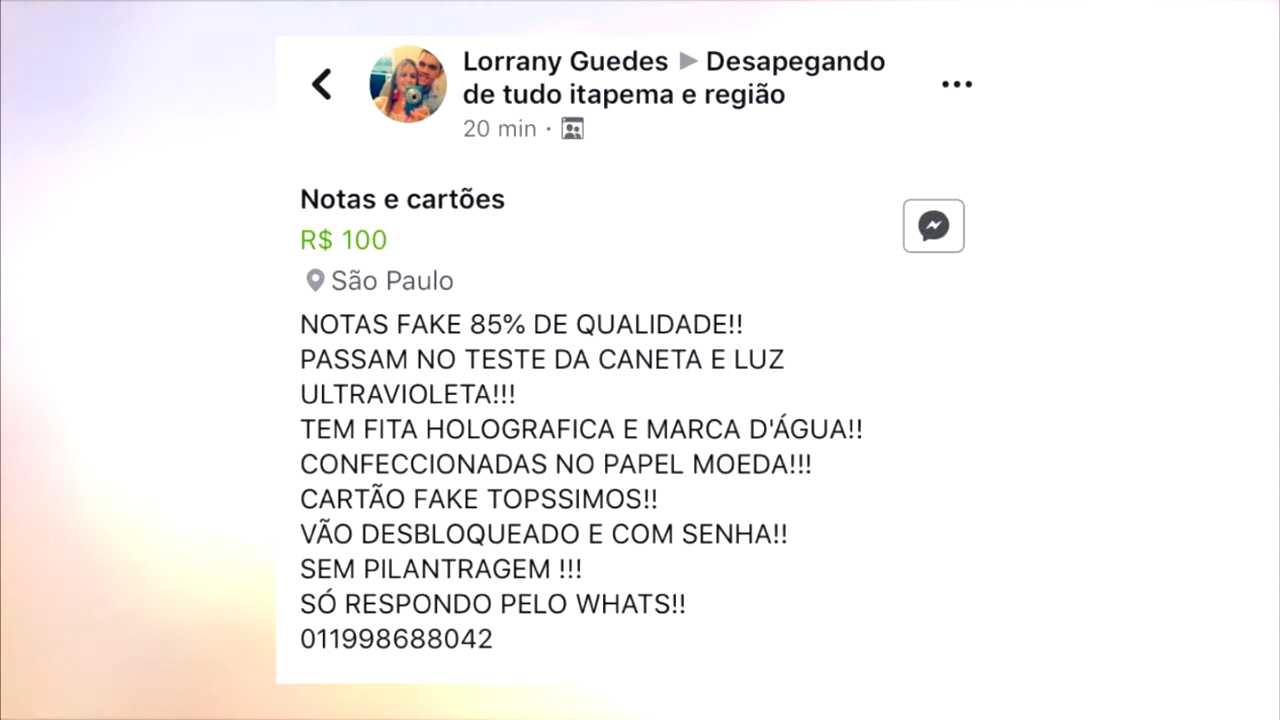 Lorrany Guedes ▶ Desapegando
de tudo itapema e região
20 min ·
Notas e cartões
R$ 100
São Paulo
NOTAS FAKE 85% DE QUALIDADE!!
PASSAM NO TESTE DA CANETA E LUZ
ULTRAVIOLETA!!!
TEM FITA HOLOGRAFICA E MARCA D'ÁGUA!!
CONFECCIONADAS NO PAPEL MOEDA!!!
CARTÃO FAKE TOPSSIMOS!!
VÃO DESBLOQUEADO E COM SENHA!!
SEM PILANTRAGEM !!!
SÓ RESPONDO PELO WHATS!!
011998688042